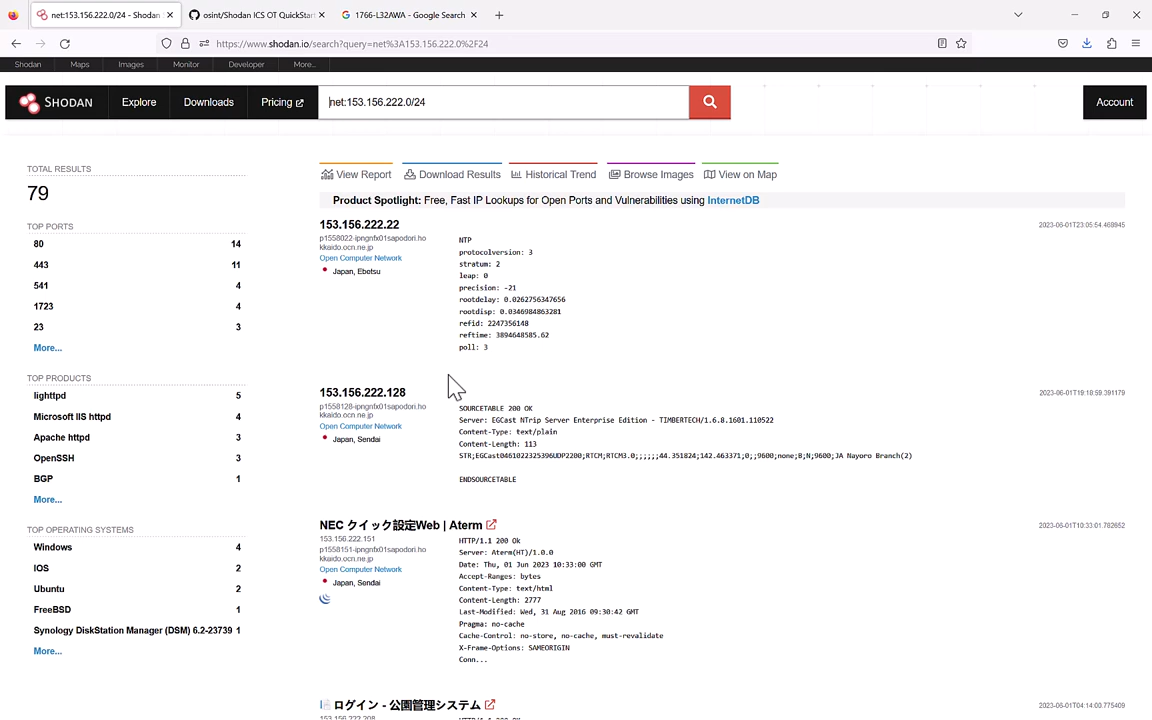 net:153.156.222.0/24 - Shodan
osint/Shodan ICS OT QuickStart
1766-L32AWA - Google Search
https://www.shodan.io/search?query=net%3A153.156.222.0%2F24
Shodan
Maps
Images
Monitor
Developer
More...
SHODAN
Explore
Downloads
Pricing
net:153.156.222.0/24
Account
TOTAL RESULTS
79
TOP PORTS
80 14
443 11
541 4
1723 4
23 3
More...
TOP PRODUCTS
lighttpd 5
Microsoft IIS httpd 4
Apache httpd 3
OpenSSH 3
BGP 1
More...
TOP OPERATING SYSTEMS
Windows 4
IOS 2
Ubuntu 2
FreeBSD 1
Synology DiskStation Manager (DSM) 6.2-23739 1
More...
View Report
Download Results
Historical Trend
Browse Images
View on Map
Product Spotlight: Free, Fast IP Lookups for Open Ports and Vulnerabilities using InternetDB
153.156.222.22
2023-06-01T23:05:54.468945
p1558022-ipngnfx01sapodori.ho
kkaido.ocn.ne.jp
Open Computer Network
Japan, Ebetsu
NTP
protocolversion: 3
stratum: 2
leap: 0
precision: -21
rootdelay: 0.0262756347656
rootdisp: 0.0346984863281
refid: 2247356148
reftime: 3894648585.62
poll: 3
153.156.222.128
2023-06-01T19:18:59.391179
p1558128-ipngnfx01sapodori.ho
kkaido.ocn.ne.jp
Open Computer Network
Japan, Sendai
SOURCETABLE 200 OK
Server: EGCast NTrip Server Enterprise Edition - TIMBERTECH/1.6.8.1601.110522
Content-Type: text/plain
Content-Length: 113
STR;EGCast0461022325396UDP2200;RTCM;RTCM3.0;;;;;;44.351824;142.463371;0;;9600;none;B;N;9600;JA Nayoro Branch(2)
ENDSOURCETABLE
NEC クイック設定Web | Aterm
2023-06-01T10:33:01.782652
153.156.222.151
p1558151-ipngnfx01sapodori.ho
kkaido.ocn.ne.jp
Open Computer Network
Japan, Sendai
HTTP/1.1 200 Ok
Server: Aterm(HT)/1.0.0
Date: Thu, 01 Jun 2023 10:33:00 GMT
Accept-Ranges: bytes
Content-Type: text/html
Content-Length: 2777
Last-Modified: Wed, 31 Aug 2016 09:30:42 GMT
Pragma: no-cache
Cache-Control: no-store, no-cache, must-revalidate
X-Frame-Options: SAMEORIGIN
Conn...
ログイン - 公園管理システム
2023-06-01T04:14:00.775409
153.156.222.208